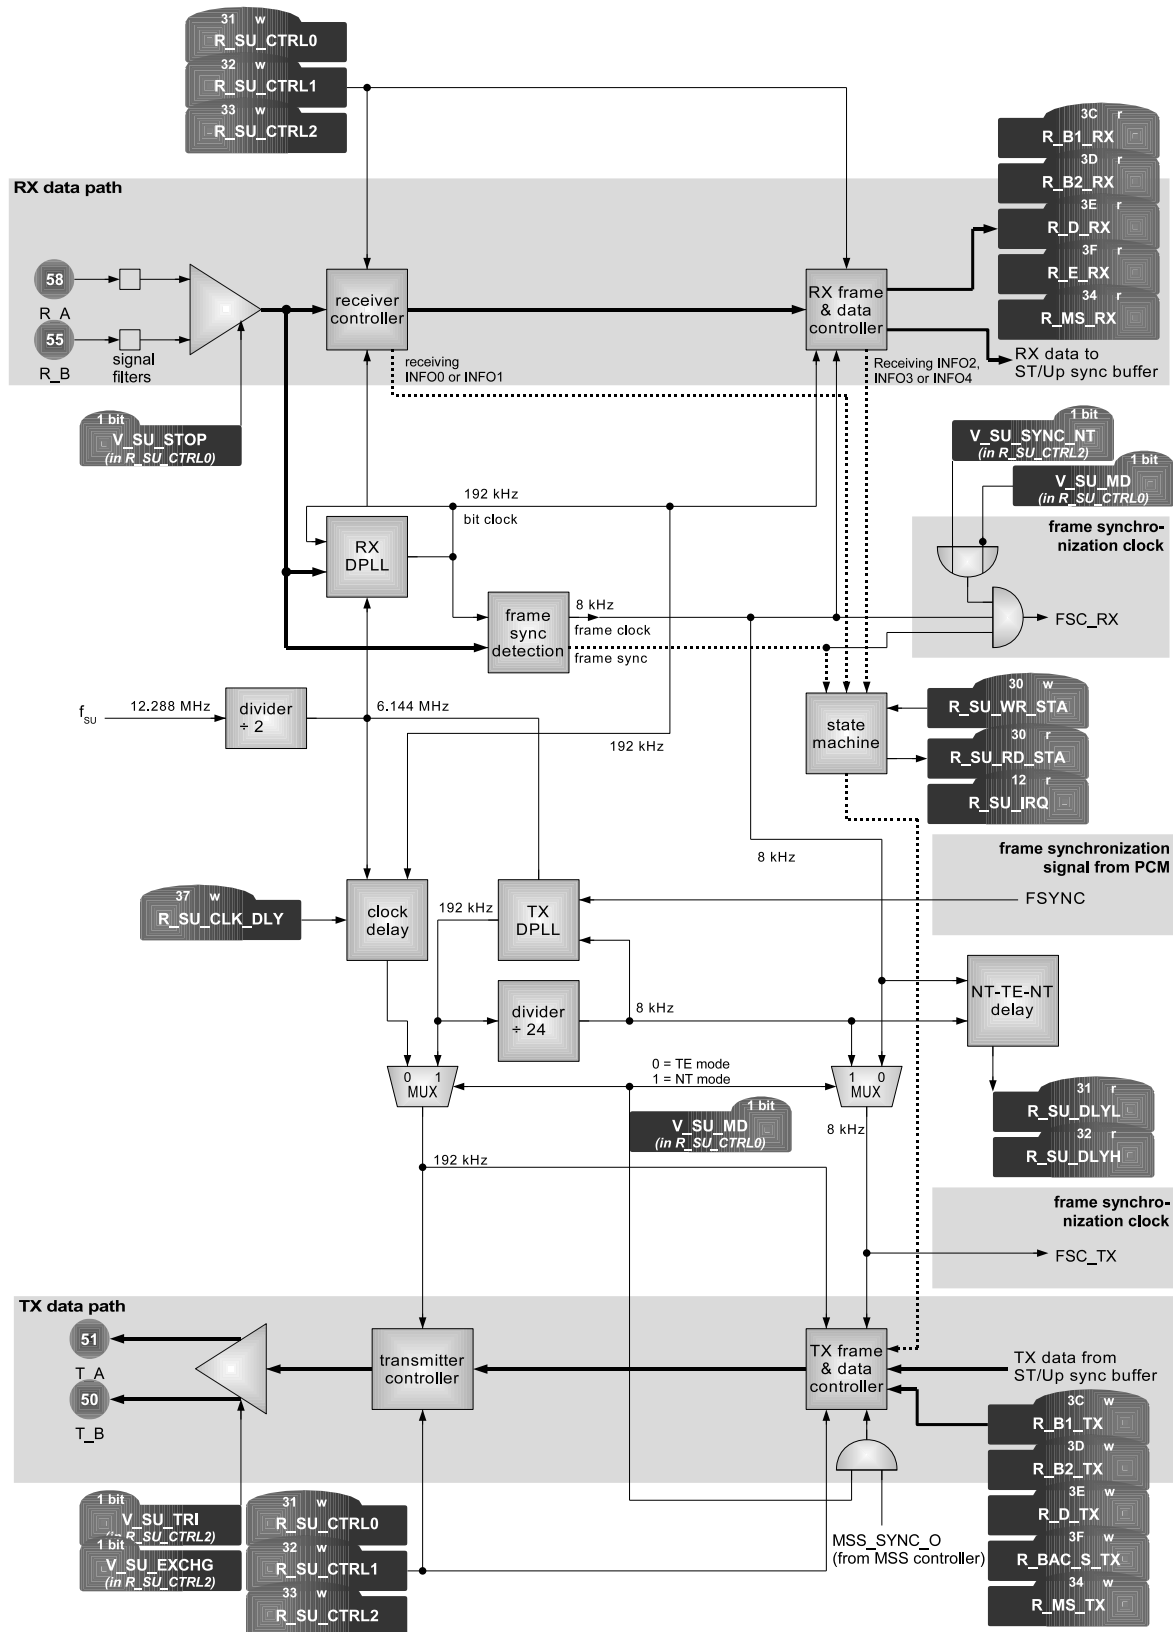 31 w
R_SU_CTRL0
32 w
R_SU_CTRL1
33 w
R_SU_CTRL2
3C r
R_B1_RX
3D r
R_B2_RX
3E r
R_D_RX
3F r
R_E_RX
34 r
R_MS_RX
RX data path
58
R_A
55
R_B
signal
filters
receiver
controller
RX frame
& data
controller
receiving
INFO0 or INFO1
Receiving INFO2,
INFO3 or INFO4
RX data to
ST/Up sync buffer
1 bit
V_SU_STOP
(in R_SU_CTRL0)
1 bit
V_SU_SYNC_NT
(in R_SU_CTRL2)
1 bit
V_SU_MD
(in R_SU_CTRL0)
192 kHz
bit clock
RX
DPLL
frame synchro-
nization clock
frame
sync
detection
8 kHz
frame clock
frame sync
FSC_RX
fSU
12.288 MHz
divider
÷ 2
6.144 MHz
192 kHz
state
machine
30 w
R_SU_WR_STA
30 r
R_SU_RD_STA
12 r
R_SU_IRQ
8 kHz
frame synchronization
signal from PCM
FSYNC
37 w
R_SU_CLK_DLY
clock
delay
192 kHz
TX
DPLL
divider
÷ 24
8 kHz
NT-TE-NT
delay
0 1
MUX
0 = TE mode
1 = NT mode
1 0
MUX
1 bit
V_SU_MD
(in R_SU_CTRL0)
8 kHz
31 r
R_SU_DLYL
32 r
R_SU_DLYH
192 kHz
frame synchro-
nization clock
FSC_TX
TX data path
51
T_A
50
T_B
transmitter
controller
TX frame
& data
controller
TX data from
ST/Up sync buffer
3C w
R_B1_TX
3D w
R_B2_TX
3E w
R_D_TX
3F w
R_BAC_S_TX
34 w
R_MS_TX
1 bit
V_SU_TRI
(in R_SU_CTRL2)
1 bit
V_SU_EXCHG
(in R_SU_CTRL2)
31 w
R_SU_CTRL0
32 w
R_SU_CTRL1
33 w
R_SU_CTRL2
MSS_SYNC_O
(from MSS controller)